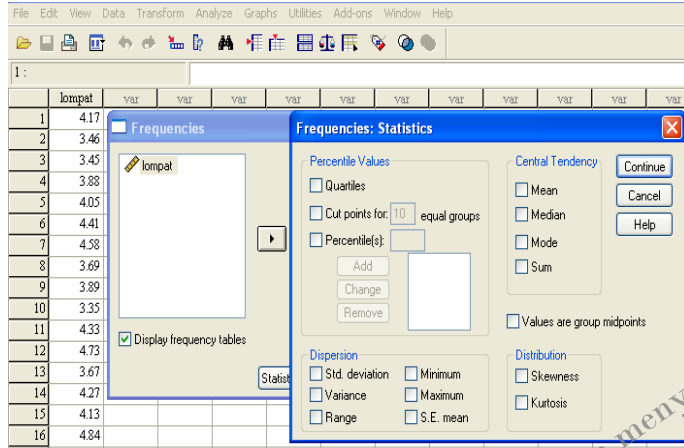 File Edit View Data Transform Analyze Graphs Utilities Add-ons Window Help
1 :
lompat var var var var var var var var var var
1 4.17
2 3.46
3 3.45
4 3.88
5 4.05
6 4.41
7 4.58
8 3.69
9 3.89
10 3.35
11 4.33
12 4.73
13 3.67
14 4.27
15 4.13
16 4.84
Frequencies
lompat
Display frequency tables
Statist
Frequencies: Statistics
Percentile Values
Quartiles
Cut points for: 10 equal groups
Percentile(s):
Add
Change
Remove
Central Tendency
Mean
Median
Mode
Sum
Continue
Cancel
Help
Values are group midpoints
Dispersion
Std. deviation Minimum
Variance Maximum
Range S.E. mean
Distribution
Skewness
Kurtosis
meny